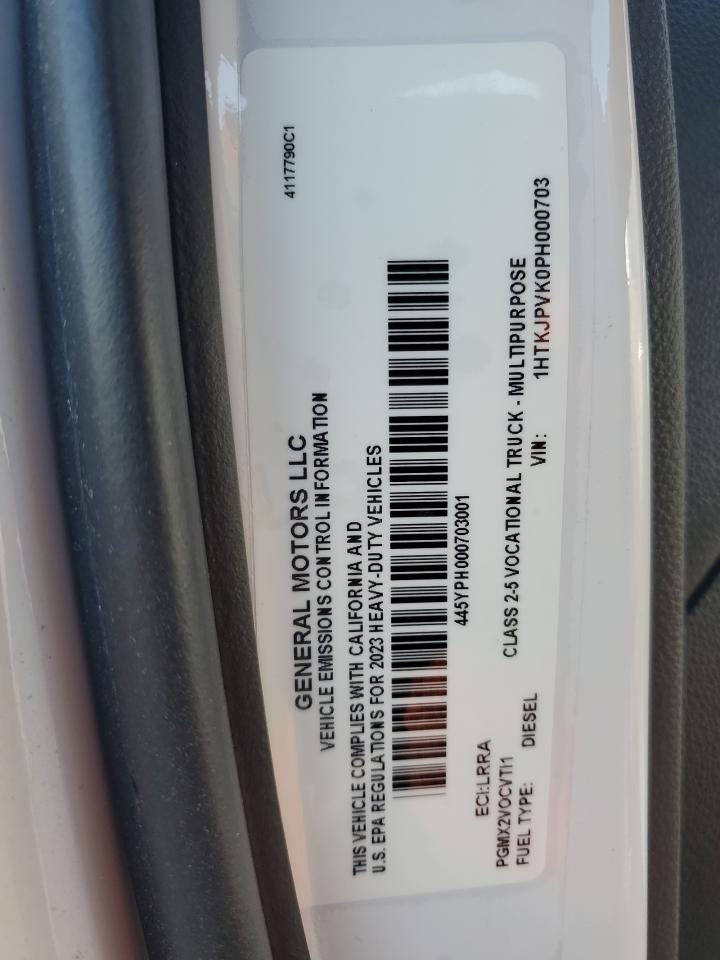 4117790C1
GENERAL MOTORS LLC
VEHICLE EMISSIONS CONTROL INFORMATION
THIS VEHICLE COMPLIES WITH CALIFORNIA AND
U.S. EPA REGULATIONS FOR 2023 HEAVY-DUTY VEHICLES
445YPH000703001
ECI:LRRA
PGMX2VOCVTI1 CLASS 2-5 VOCATIONAL TRUCK - MULTIPURPOSE
FUEL TYPE: DIESEL VIN: 1HTKJPVK0PH000703